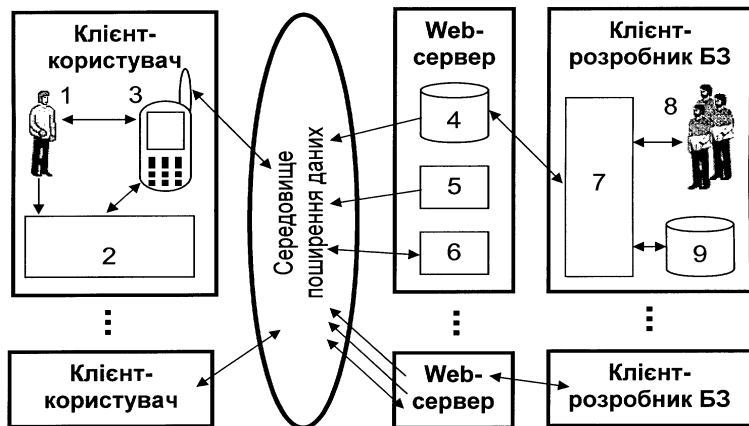 Клієнт-
користувач
1
3
2
Середовище
поширення даних
Web-
сервер
4
5
6
Клієнт-
розробник БЗ
7
8
9
Клієнт-
користувач
Web-
сервер
Клієнт-
розробник БЗ